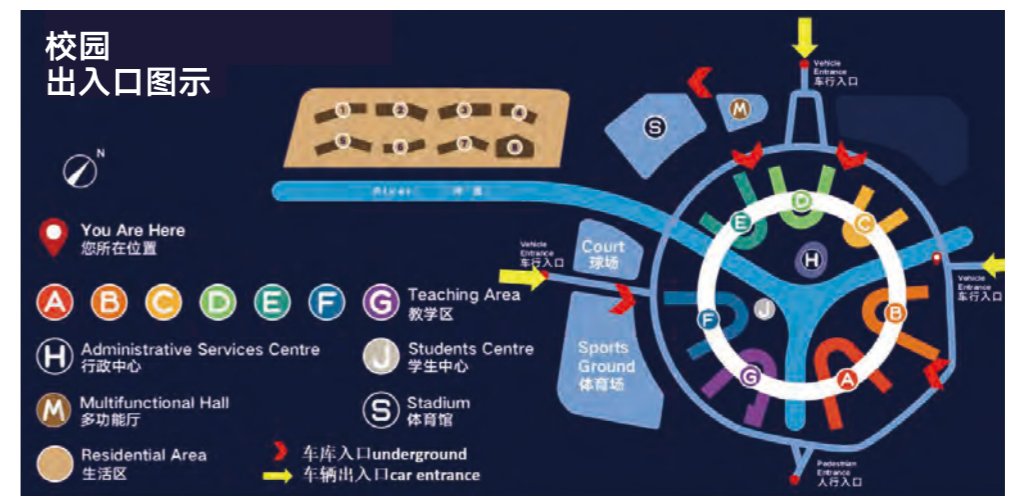 校园
出入口图示
N
You Are Here
您所在位置
A B C D E F G Teaching Area
教学区
H Administrative Services Centre
行政中心
J Students Centre
学生中心
M Multifunctional Hall
多功能厅
S Stadium
体育馆
Residential Area
生活区
车库入口underground
车辆出入口car entrance
1 2 3 4
5 6 7 8
River
Vehicle
Entrance
车行入口
S
M
Court
球场
Vehicle
Entrance
车行入口
Sports
Ground
体育场
D
E
C
H
J
F
B
G
A
Vehicle
Entrance
车行入口
Pedestrian
Entrance
人行入口